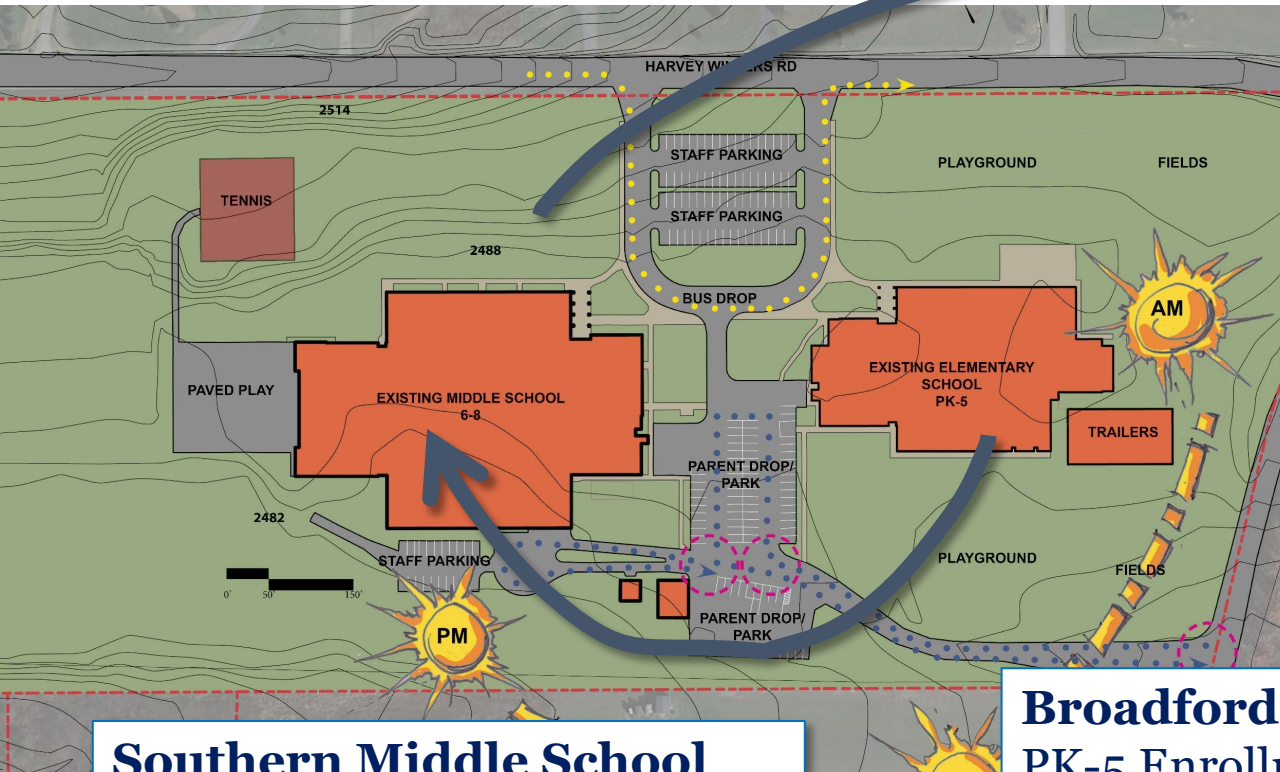 HARVEY WINTERS RD
2514
STAFF PARKING
PLAYGROUND
FIELDS
TENNIS
STAFF PARKING
2488
BUS DROP
AM
EXISTING ELEMENTARY
SCHOOL
PK-5
PAVED PLAY
EXISTING MIDDLE SCHOOL
6-8
TRAILERS
PARENT DROP/
PARK
2482
STAFF PARKING
PLAYGROUND
FIELDS
0'
50'
150'
PM
PARENT DROP/
PARK
Southern Middle School
Broadford